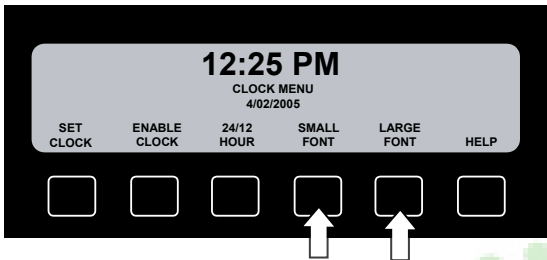 12:25 PM
CLOCK MENU
4/02/2005
SET CLOCK
ENABLE CLOCK
24/12 HOUR
SMALL FONT
LARGE FONT
HELP